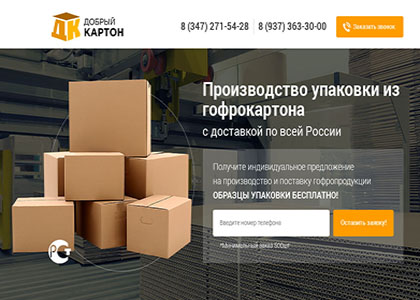 ДК
ДОБРЫЙ
КАРТОН
8 (347) 271-54-28
8 (937) 363-30-00
Заказать звонок
Производство упаковки из
гофрокартона
с доставкой по всей России
Получите индивидуальное предложение
на производство и поставку гофропродукции
ОБРАЗЦЫ УПАКОВКИ БЕСПЛАТНО!
Введите номер телефона
Оставить заявку!
*Минимальный заказ 500шт